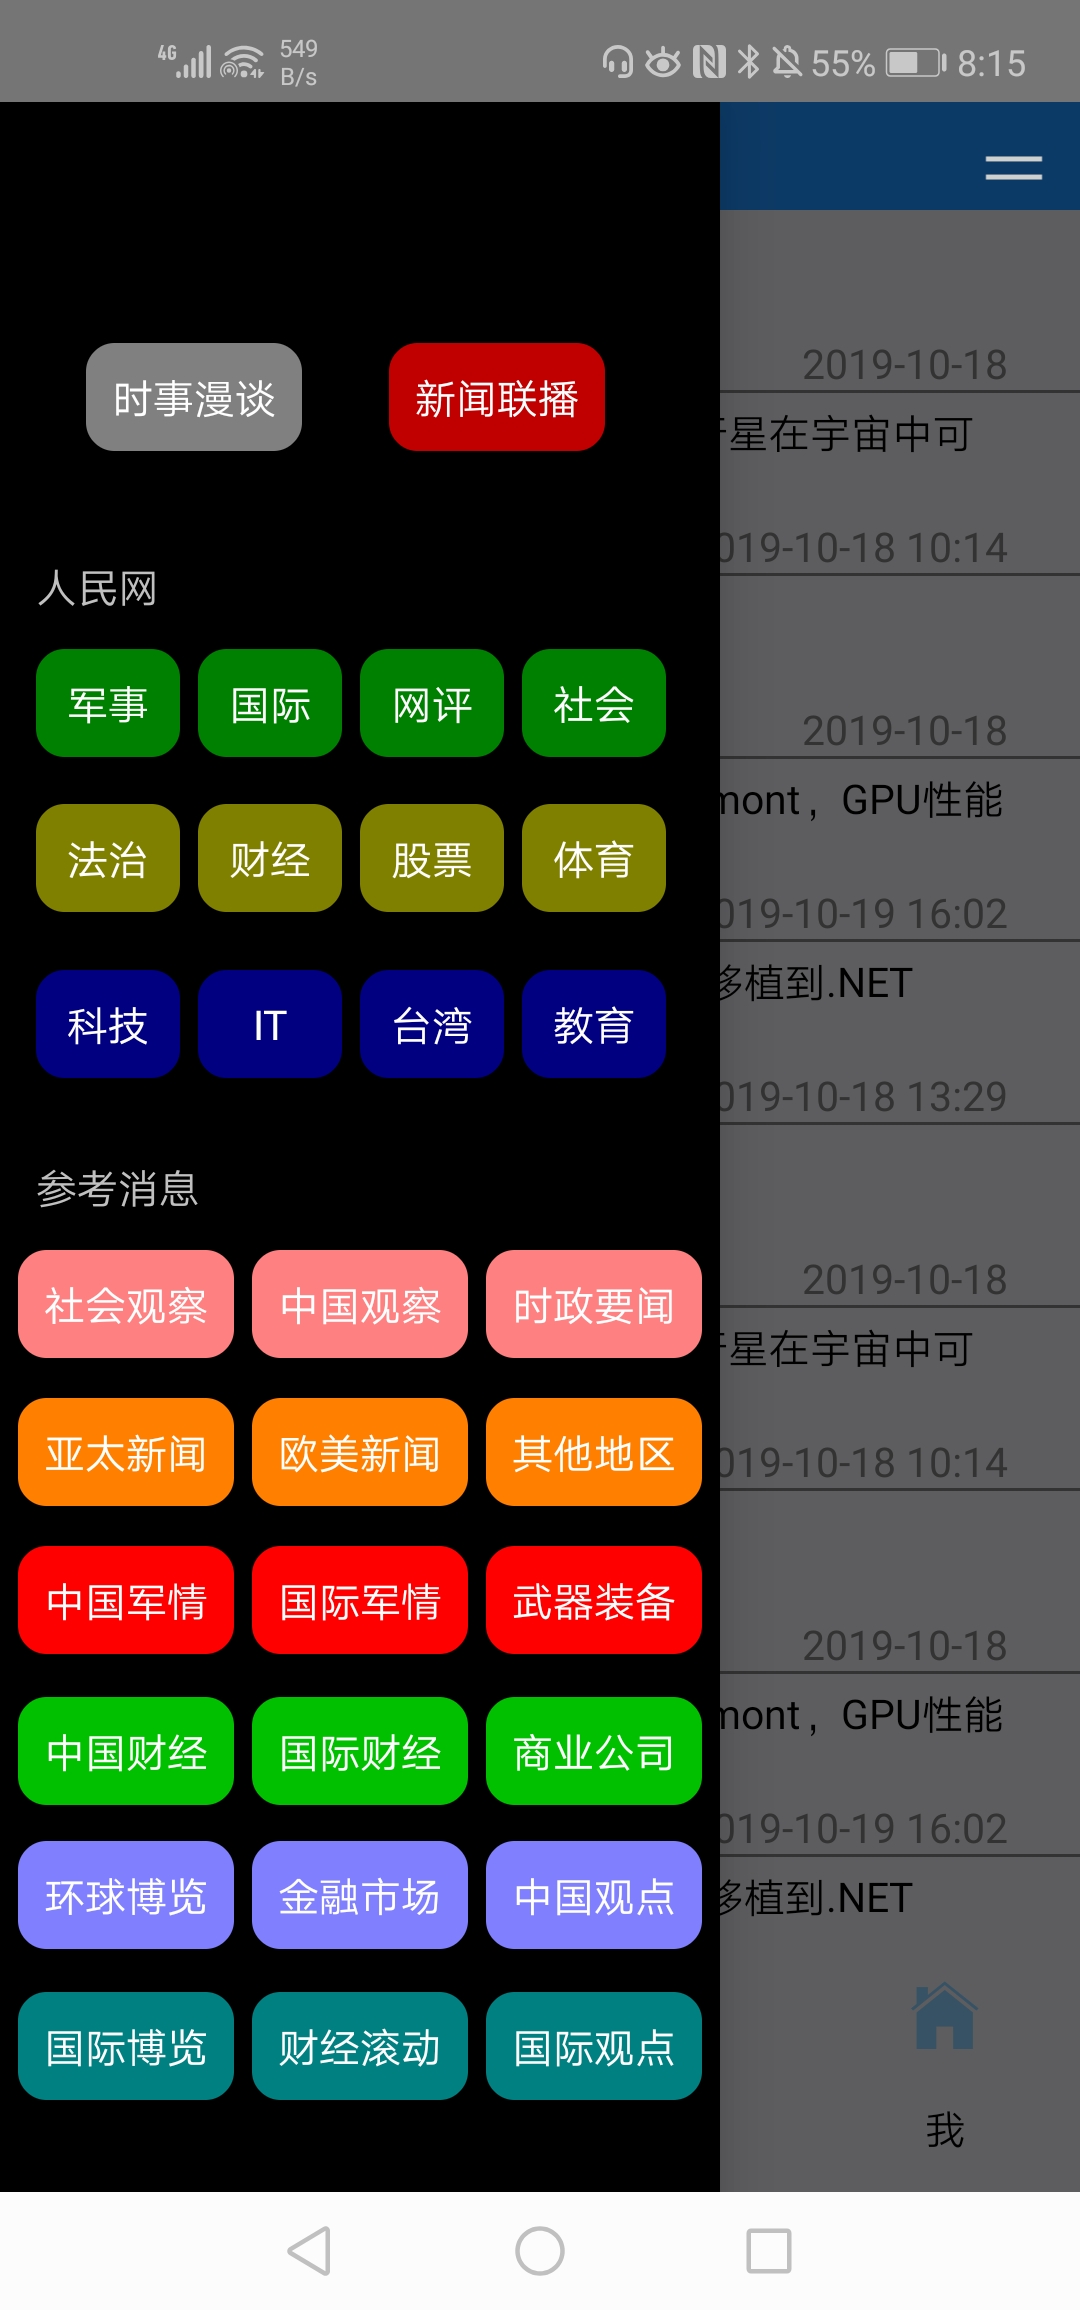 4G 549 B/s 55% 8:15
时事漫谈 新闻联播
2019-10-18
星在宇宙中可
019-10-18 10:14
人民网
军事 国际 网评 社会
2019-10-18
mont，GPU性能
法治 财经 股票 体育
019-10-19 16:02
移植到.NET
科技 IT 台湾 教育
019-10-18 13:29
参考消息
2019-10-18
社会观察 中国观察 时政要闻
星在宇宙中可
亚太新闻 欧美新闻 其他地区
019-10-18 10:14
中国军情 国际军情 武器装备
2019-10-18
mont，GPU性能
中国财经 国际财经 商业公司
019-10-19 16:02
环球博览 金融市场 中国观点
移植到.NET
国际博览 财经滚动 国际观点
我